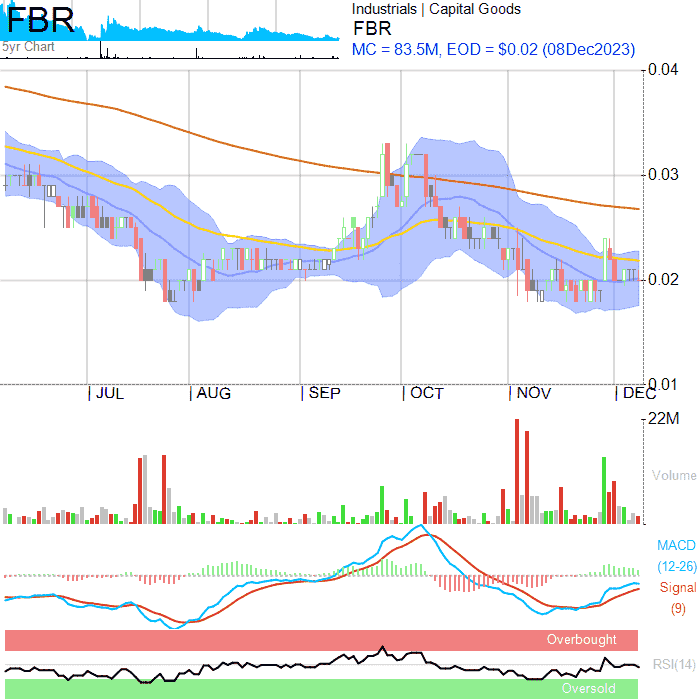 FBR
5yr Chart
Industrials | Capital Goods
FBR
MC = 83.5M, EOD = $0.02 (08Dec2023)
0.04
0.03
0.02
0.01
JUL AUG SEP OCT NOV DEC
22M
Volume
MACD
(12-26)
Signal
(9)
Overbought
RSI(14)
Oversold